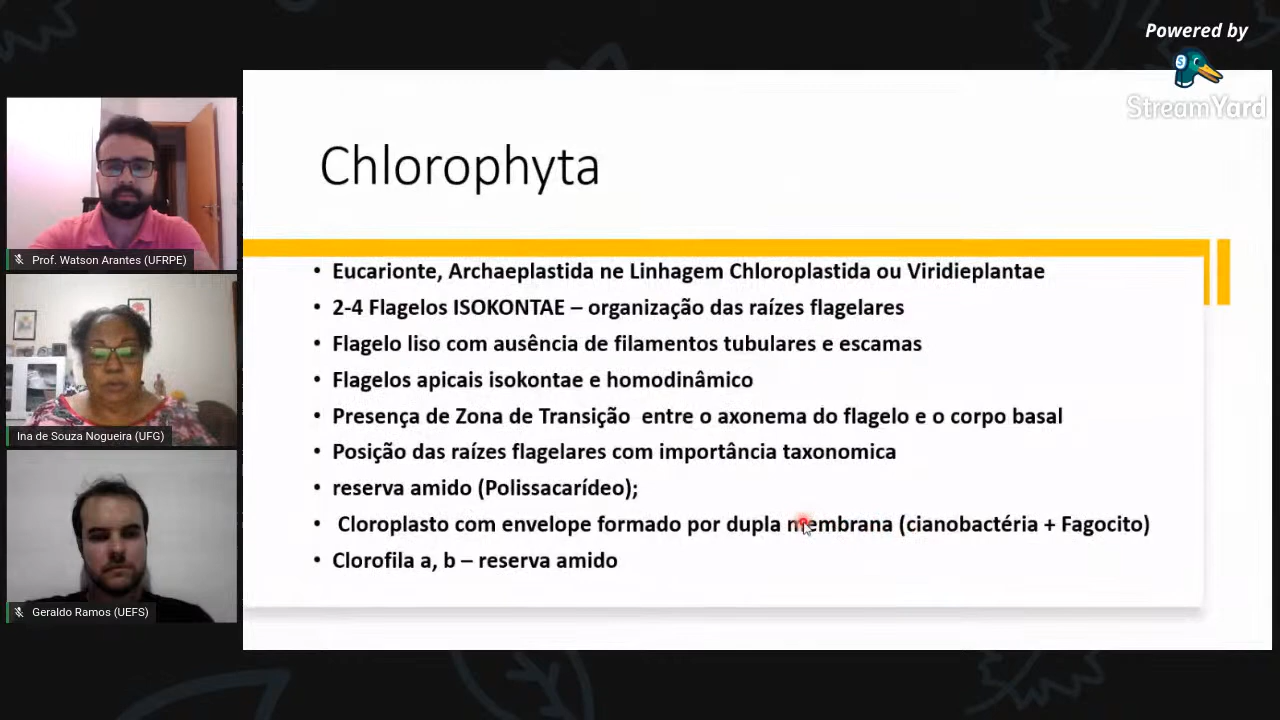 Powered by
StreamYard
Chlorophyta
• Eucarionte, Archaeplastida ne Linhagem Chloroplastida ou Viridieplantae
• 2-4 Flagelos ISOKONTAE – organização das raízes flagelares
• Flagelo liso com ausência de filamentos tubulares e escamas
• Flagelos apicais isokontae e homodinâmico
• Presença de Zona de Transição entre o axonema do flagelo e o corpo basal
• Posição das raízes flagelares com importância taxonomica
• reserva amido (Polissacarídeo);
• Cloroplasto com envelope formado por dupla membrana (cianobactéria + Fagocito)
• Clorofila a, b – reserva amido
Prof. Watson Arantes (UFRPE)
Ina de Souza Nogueira (UFG)
Geraldo Ramos (UEFS)